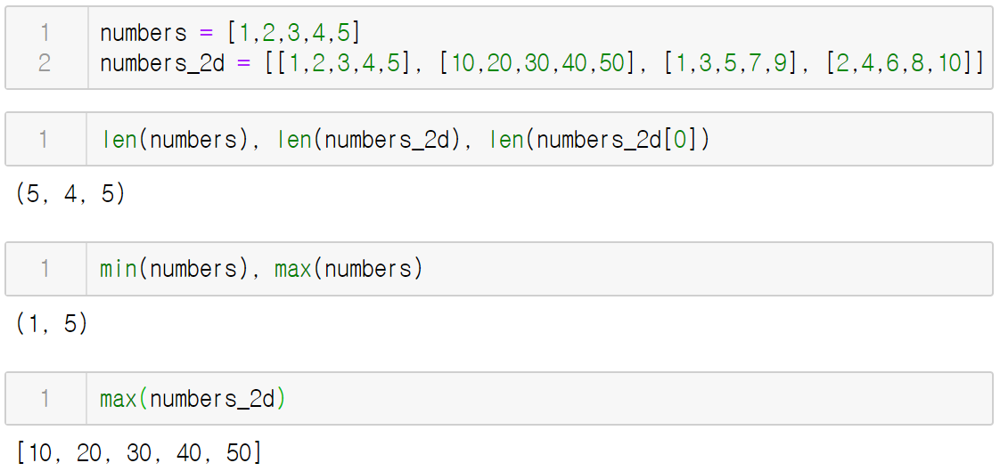 1 numbers = [1,2,3,4,5]
2 numbers_2d = [[1,2,3,4,5], [10,20,30,40,50], [1,3,5,7,9], [2,4,6,8,10]]
1 len(numbers), len(numbers_2d), len(numbers_2d[0])
(5, 4, 5)
1 min(numbers), max(numbers)
(1, 5)
1 max(numbers_2d)
[10, 20, 30, 40, 50]